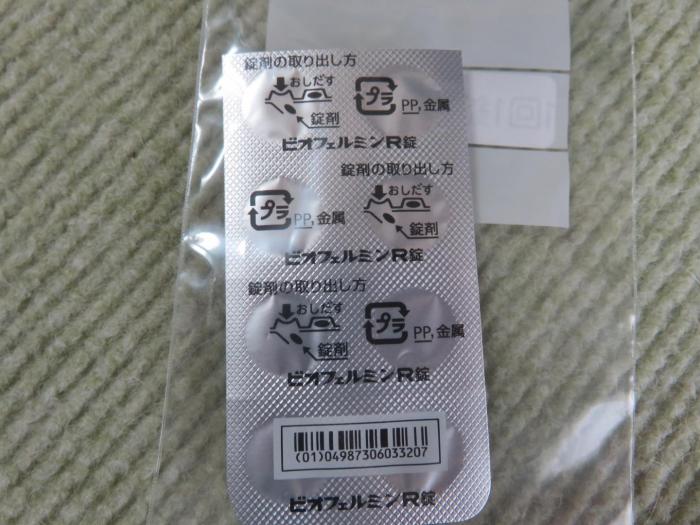 錠剤の取り出し方
おしだす
プラ
PP,金属
錠剤
ビオフェルミンR錠
錠剤の取り出し方
プラ
PP,金属
おしだす
錠剤
ビオフェルミンR錠
錠剤の取り出し方
おしだす
プラ
PP,金属
錠剤
ビオフェルミンR錠
(01)04987306033207
ビオフェルミンR錠